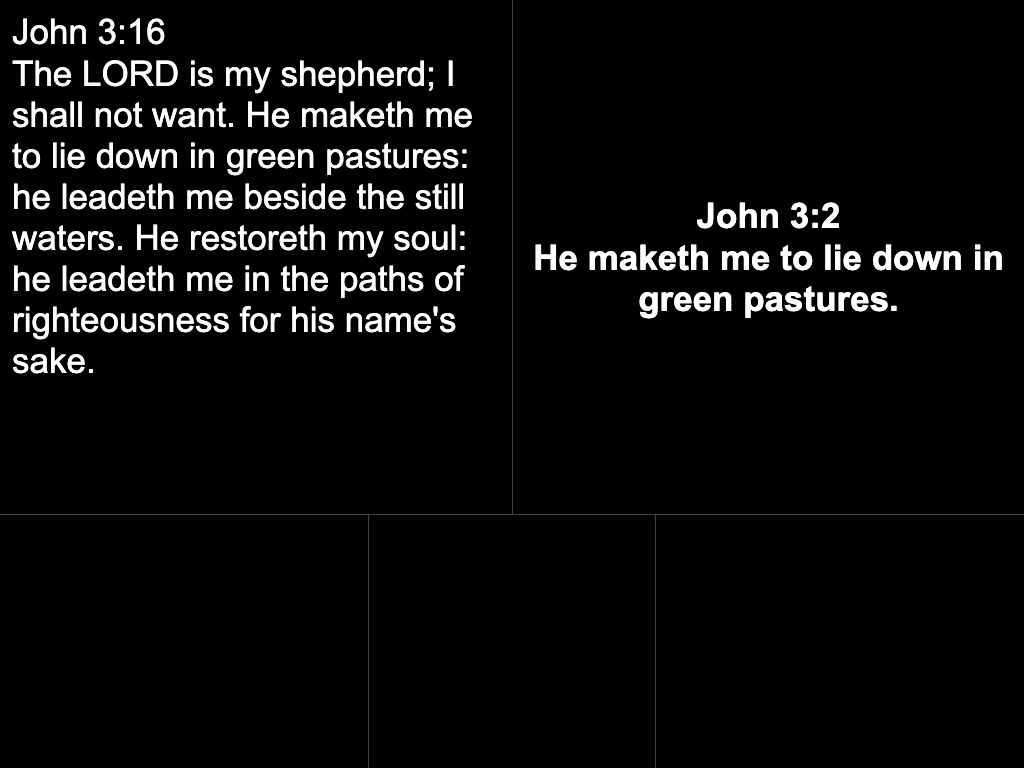 John 3:16
The LORD is my shepherd; I
shall not want. He maketh me
to lie down in green pastures:
he leadeth me beside the still
waters. He restoreth my soul:
he leadeth me in the paths of
righteousness for his name's
sake.
John 3:2
He maketh me to lie down in
green pastures.